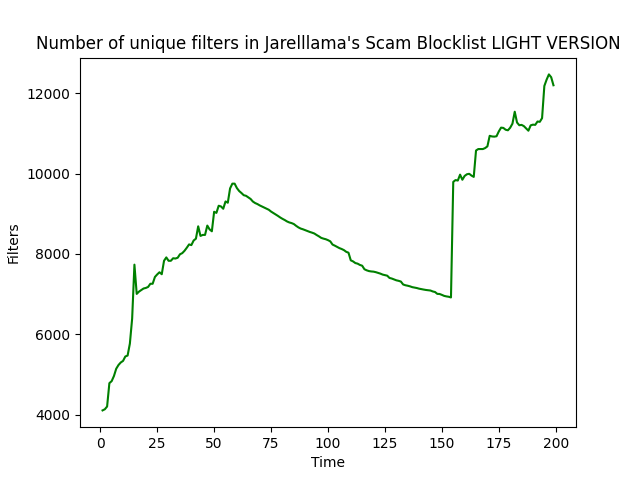 Number of unique filters in Jarelllama's Scam Blocklist LIGHT VERSION
12000
10000
8000
6000
4000
Filters
0 25 50 75 100 125 150 175 200
Time